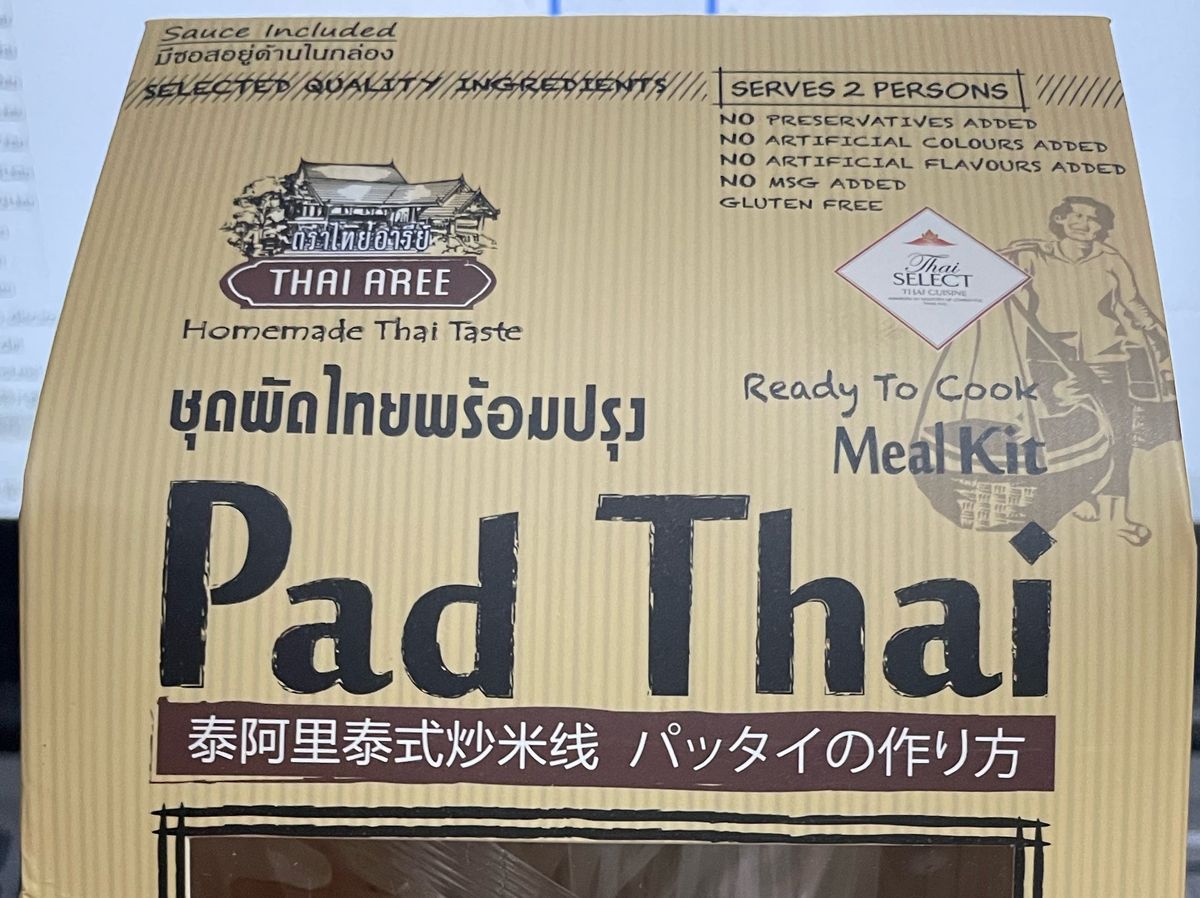 Sauce Included
มีซอสอยู่ด้านในกล่อง
SELECTED QUALITY INGREDIENTS
SERVES 2 PERSONS
NO PRESERVATIVES ADDED
NO ARTIFICIAL COLOURS ADDED
NO ARTIFICIAL FLAVOURS ADDED
NO MSG ADDED
GLUTEN FREE
ตราไทยอารีย์
THAI AREE
Homemade Thai Taste
Thai
SELECT
THAI CUISINE
ชุดผัดไทยพร้อมปรุง
Ready To Cook
Meal Kit
Pad Thai
泰阿里泰式炒米线 パッタイの作り方